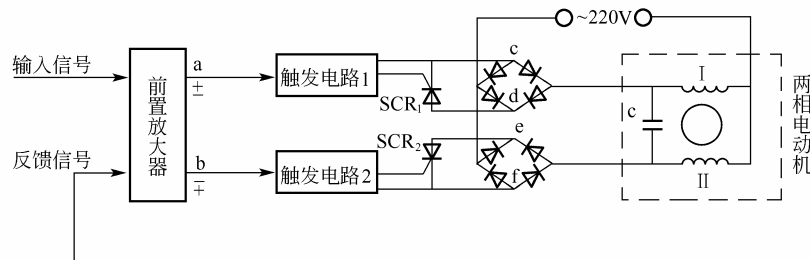 ~220V
输入信号
反馈信号
前置放大器
a
±
b
∓
触发电路1
触发电路2
SCR₁
SCR₂
c
d
e
f
c
I
II
两相电动机